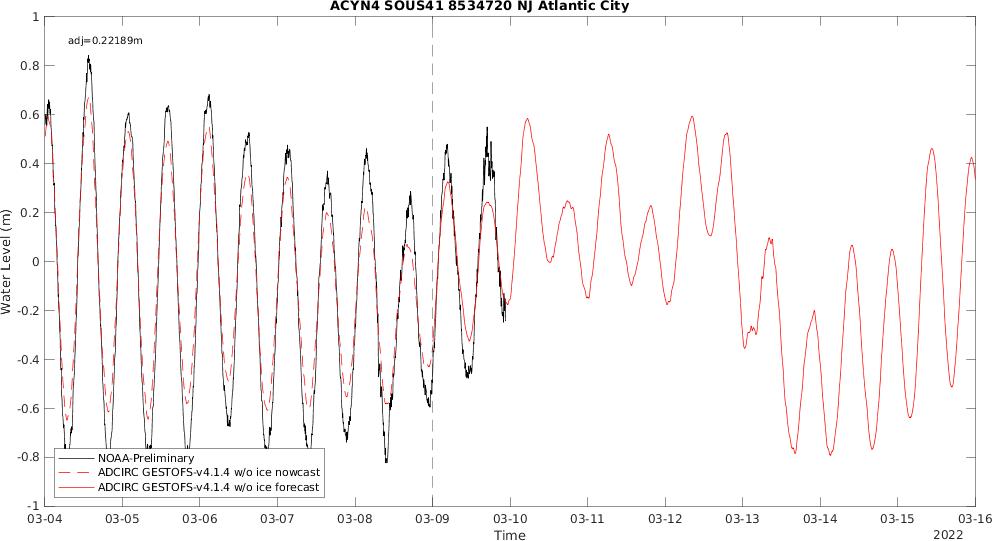 ACYN4 SOUS41 8534720 NJ Atlantic City
adj=0.22189m
1
0.8
0.6
0.4
0.2
0
-0.2
-0.4
-0.6
-0.8
-1
Water Level (m)
NOAA-Preliminary
ADCIRC GESTOFS-v4.1.4 w/o ice nowcast
ADCIRC GESTOFS-v4.1.4 w/o ice forecast
03-04 03-05 03-06 03-07 03-08 03-09 03-10 03-11 03-12 03-13 03-14 03-15 03-16
Time
2022